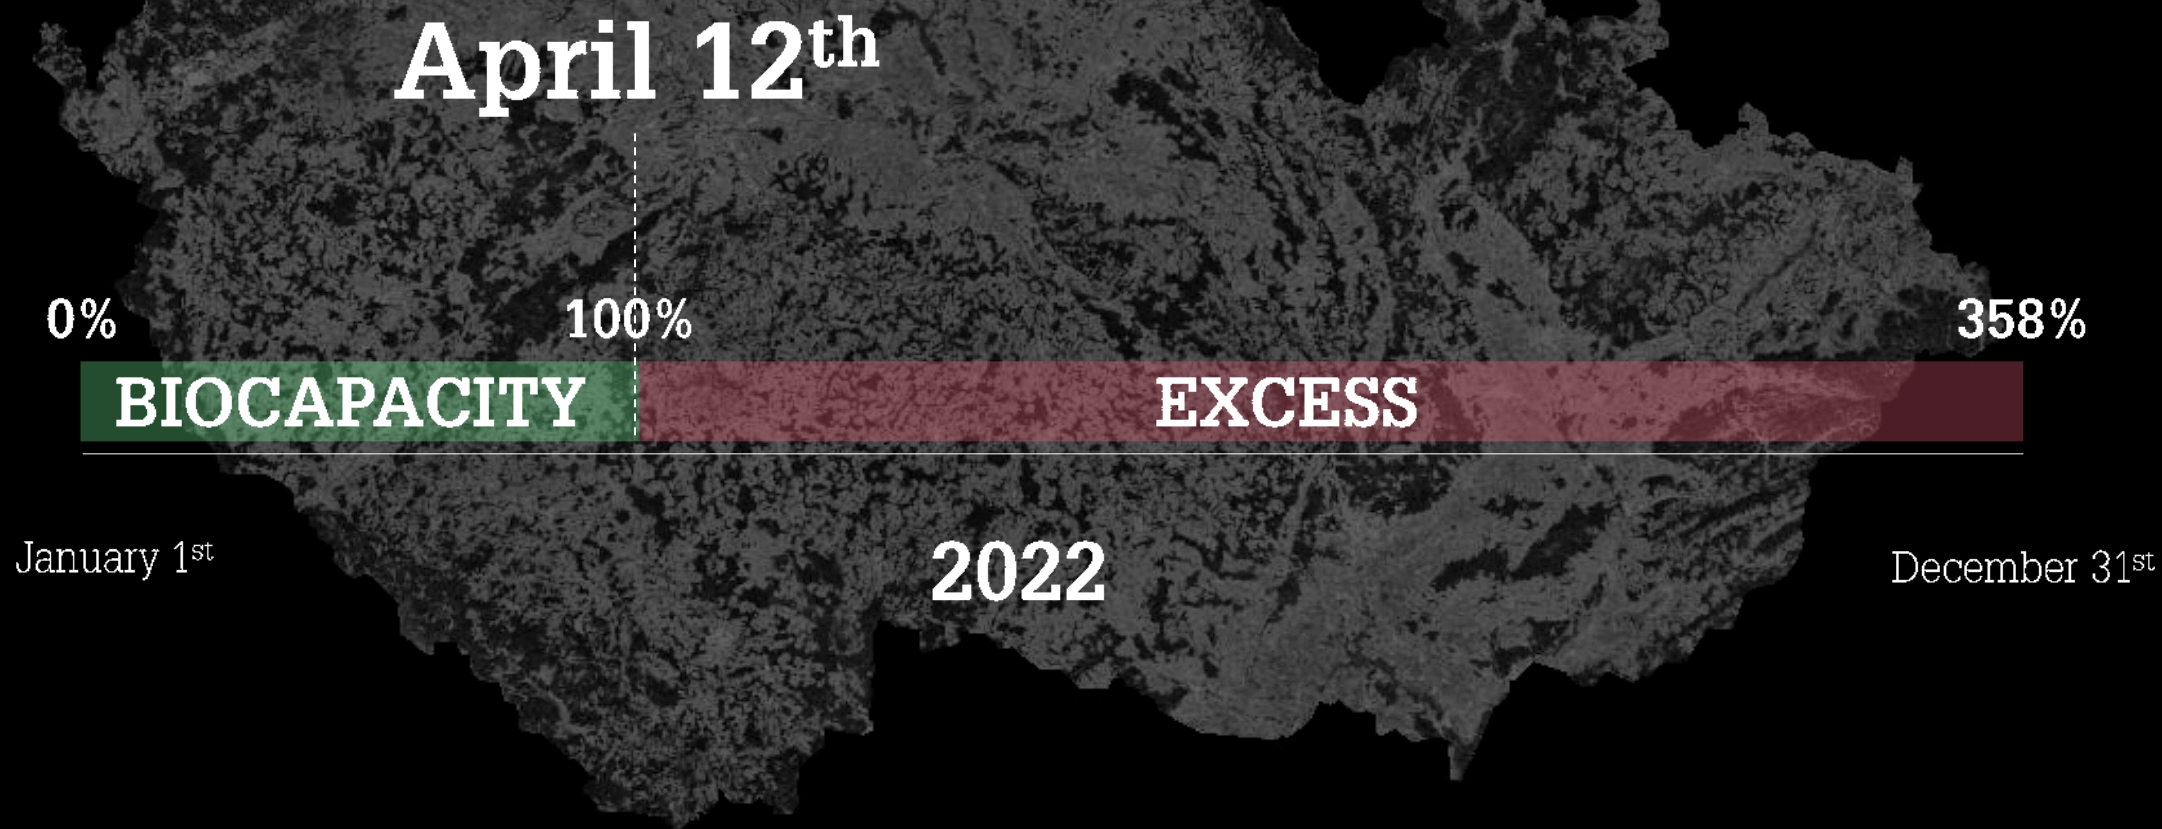 April 12th
0% 100% 358%
BIOCAPACITY EXCESS
January 1st 2022 December 31st